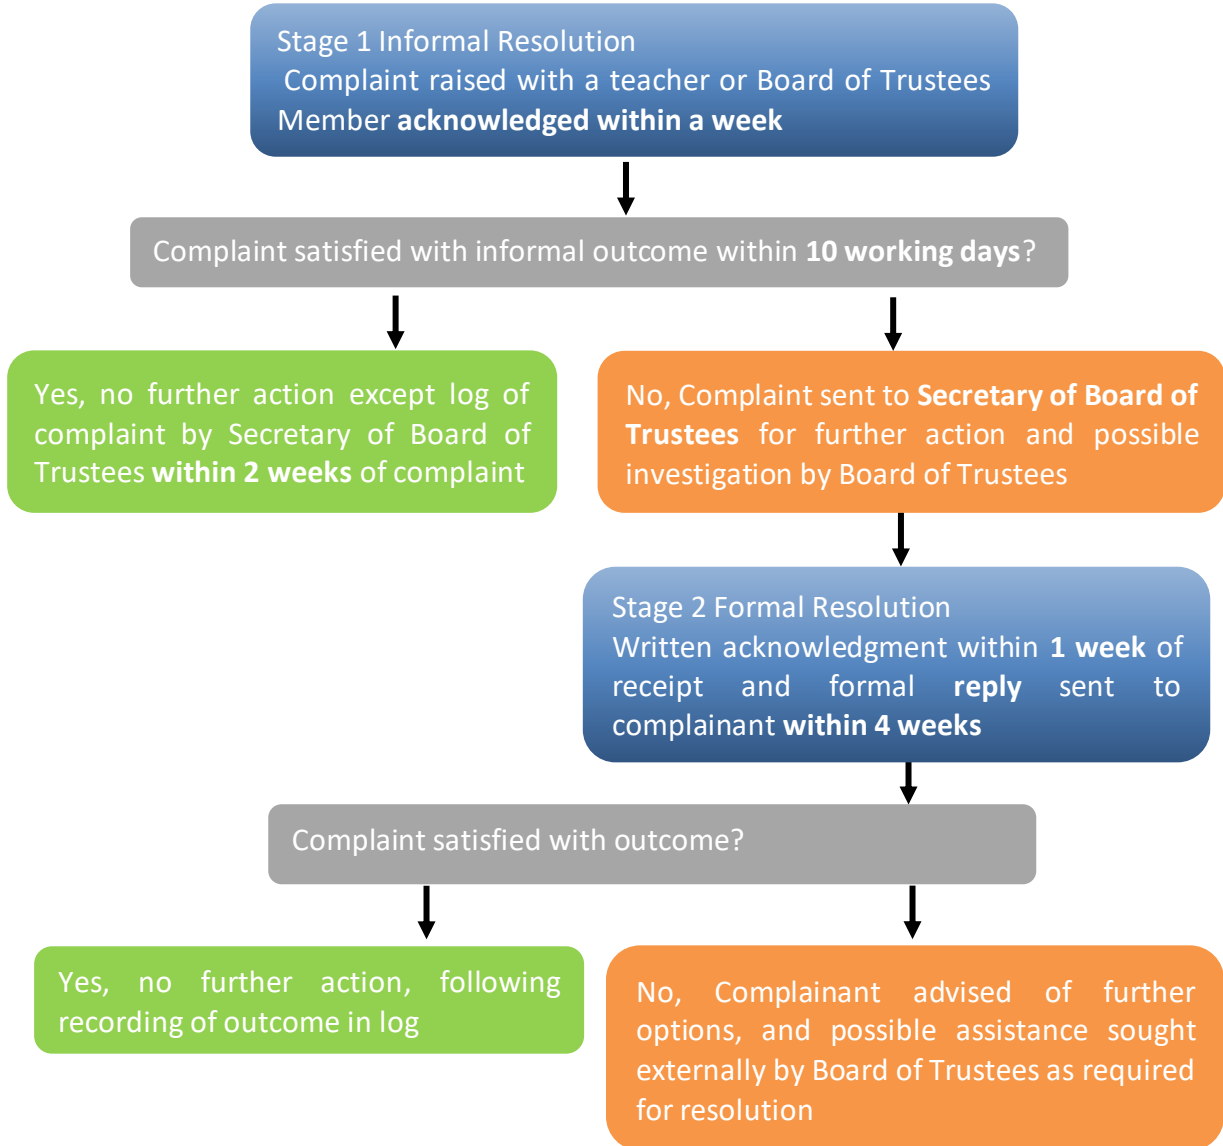 Stage 1 Informal Resolution
Complaint raised with a teacher or Board of Trustees
Member acknowledged within a week
Complaint satisfied with informal outcome within 10 working days?
Yes, no further action except log of
complaint by Secretary of Board of
Trustees within 2 weeks of complaint
No, Complaint sent to Secretary of Board of
Trustees for further action and possible
investigation by Board of Trustees
Stage 2 Formal Resolution
Written acknowledgment within 1 week of
receipt and formal reply sent to
complainant within 4 weeks
Complaint satisfied with outcome?
Yes, no further action, following
recording of outcome in log
No, Complainant advised of further
options, and possible assistance sought
externally by Board of Trustees as required
for resolution